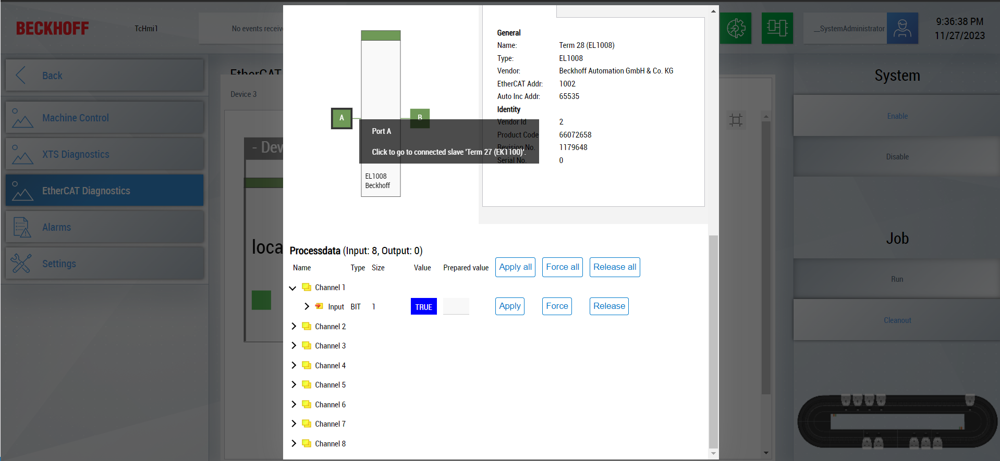 BECKHOFF
TcHmi1
No events receive
__SystemAdministrator
9:36:38 PM
11/27/2023
Back
Machine Control
XTS Diagnostics
EtherCAT Diagnostics
Alarms
Settings
EtherCAT
Device 3
- Dev
loca
A
B
EL1008
Beckhoff
Port A
Click to go to connected slave 'Term 27 (EK1100)'.
General
Name: Term 28 (EL1008)
Type: EL1008
Vendor: Beckhoff Automation GmbH & Co. KG
EtherCAT Addr: 1002
Auto Inc Addr: 65535
Identity
Vendor Id 2
Product Code 66072658
Revision No. 1179648
Serial No. 0
Processdata (Input: 8, Output: 0)
Name Type Size Value Prepared value Apply all Force all Release all
Channel 1
Input BIT 1 TRUE Apply Force Release
Channel 2
Channel 3
Channel 4
Channel 5
Channel 6
Channel 7
Channel 8
System
Enable
Disable
Job
Run
Cleanout